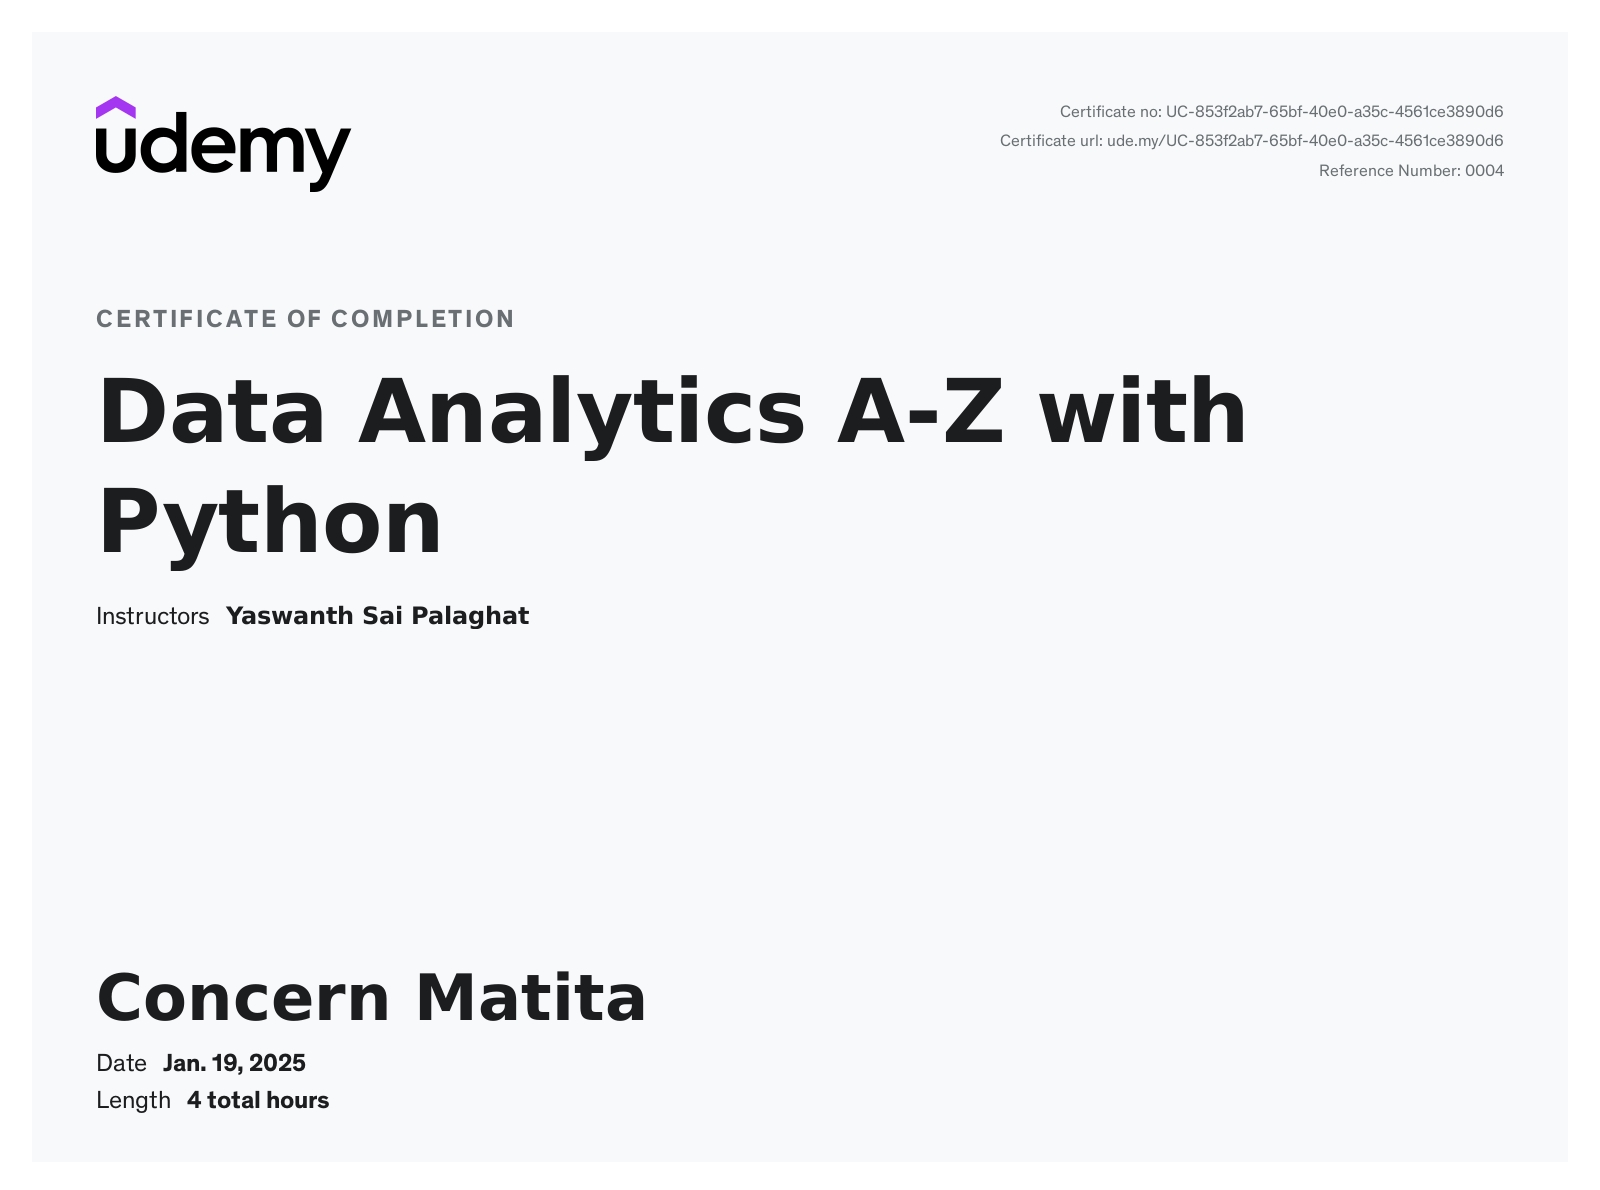 udemy
Certificate no: UC-853f2ab7-65bf-40e0-a35c-4561ce3890d6
Certificate url: ude.my/UC-853f2ab7-65bf-40e0-a35c-4561ce3890d6
Reference Number: 0004
CERTIFICATE OF COMPLETION
Data Analytics A-Z with
Python
Instructors Yaswanth Sai Palaghat
Concern Matita
Date Jan. 19, 2025
Length 4 total hours